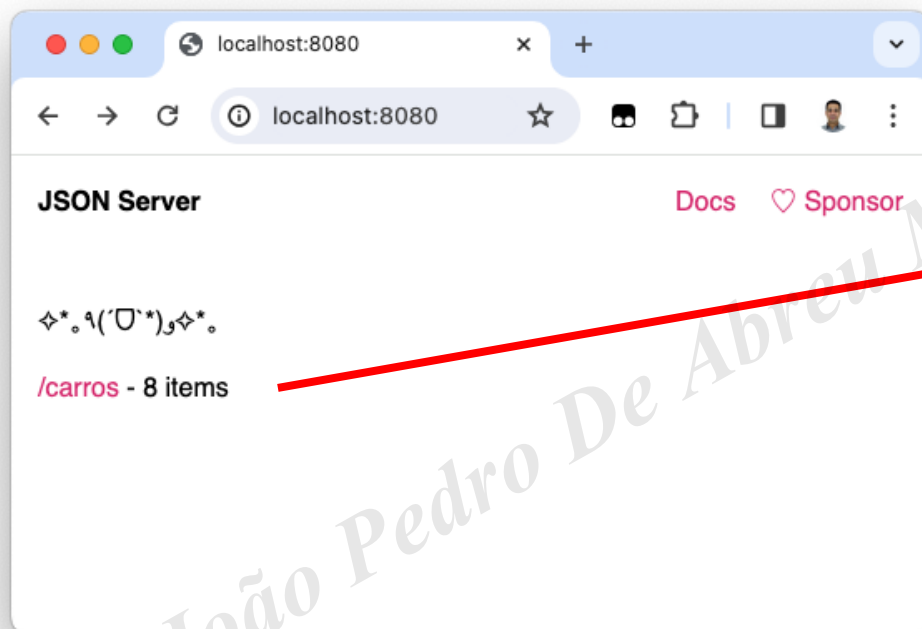 localhost:8080
localhost:8080
JSON Server
Docs ♡ Sponsor
✧*｡٩(ˊᗜˋ*)و✧*｡
/carros - 8 items
João Pedro De Abreu